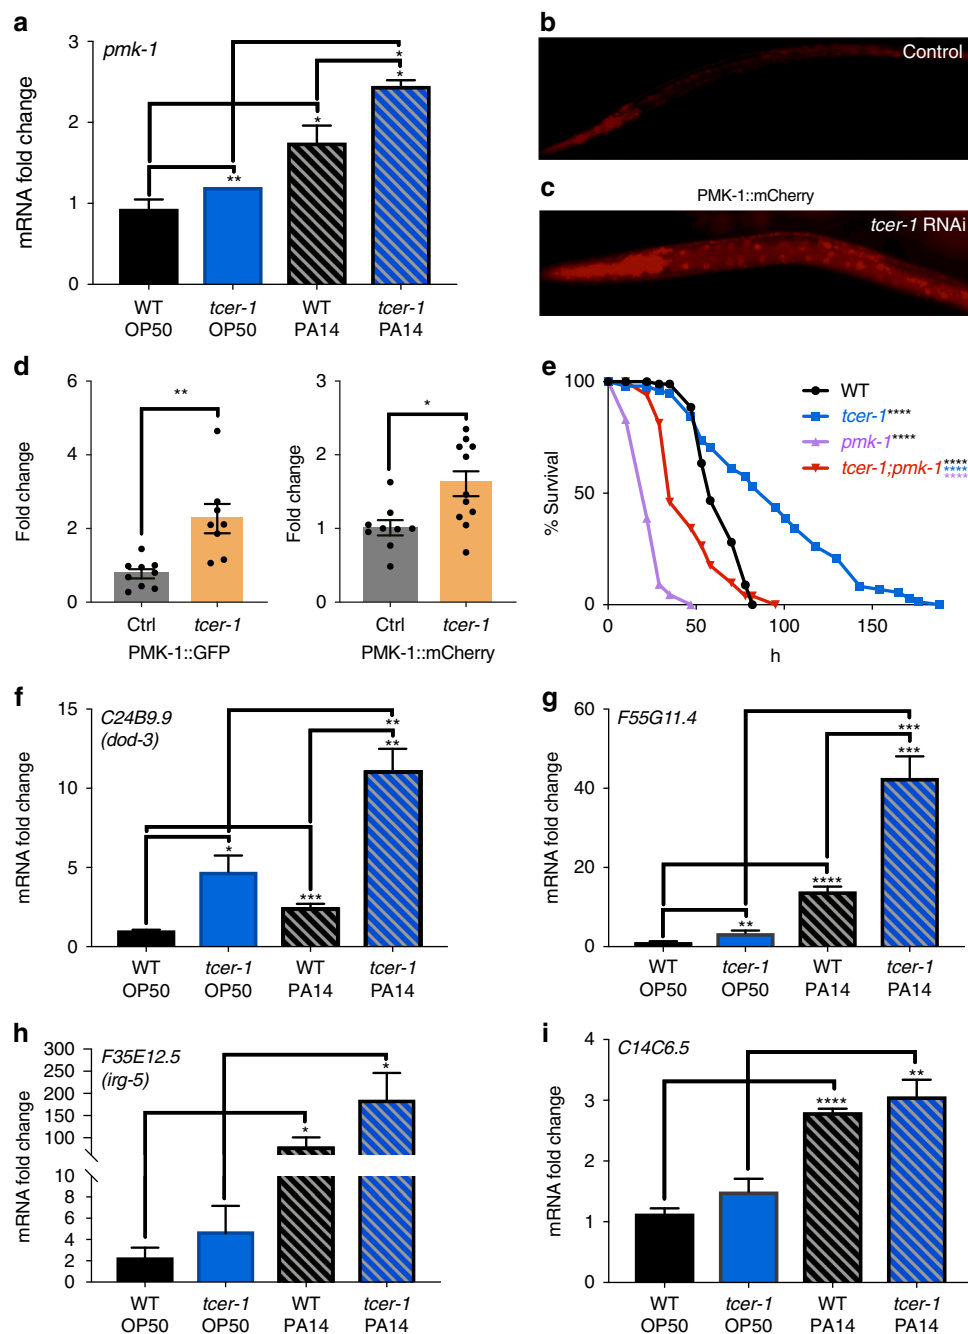 a
pmk-1
mRNA fold change
3
2
1
0
*
*
*
**
WT
OP50
tcer-1
OP50
WT
PA14
tcer-1
PA14
b
Control
PMK-1::mCherry
c
tcer-1 RNAi
d
Fold change
6
4
2
0
**
Ctrl
tcer-1
PMK-1::GFP
Fold change
3
2
1
0
*
Ctrl
tcer-1
PMK-1::mCherry
e
% Survival
100
50
0
0
50
100
150
h
WT
tcer-1****
pmk-1****
tcer-1;pmk-1****
****
****
f
C24B9.9
(dod-3)
mRNA fold change
15
10
5
0
**
**
*
***
WT
OP50
tcer-1
OP50
WT
PA14
tcer-1
PA14
g
F55G11.4
mRNA fold change
60
40
20
0
***
***
****
**
WT
OP50
tcer-1
OP50
WT
PA14
tcer-1
PA14
h
F35E12.5
(irg-5)
mRNA fold change
300
250
200
150
100
50
10
8
6
4
2
0
*
*
WT
OP50
tcer-1
OP50
WT
PA14
tcer-1
PA14
i
C14C6.5
mRNA fold change
4
3
2
1
0
**
****
WT
OP50
tcer-1
OP50
WT
PA14
tcer-1
PA14